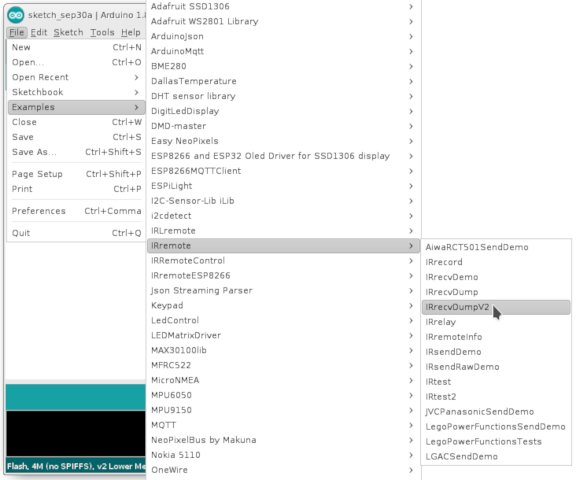 sketch_sep30a | Arduino 1.8
File Edit Sketch Tools Help
New Ctrl+N
Open... Ctrl+O
Open Recent
Sketchbook
Examples
Close Ctrl+W
Save Ctrl+S
Save As... Ctrl+Shift+S
Page Setup Ctrl+Shift+P
Print Ctrl+P
Preferences Ctrl+Comma
Quit Ctrl+Q
Flash, 4M (no SPIFFS), v2 Lower Me
Adafruit SSD1306
Adafruit WS2801 Library
ArduinoJson
ArduinoMqtt
BME280
DallasTemperature
DHT sensor library
DigitLedDisplay
DMD-master
Easy NeoPixels
ESP8266 and ESP32 Oled Driver for SSD1306 display
ESP8266MQTTClient
ESPiLight
I2C-Sensor-Lib iLib
i2cdetect
IRLremote
IRremote
IRRemoteControl
IRremoteESP8266
Json Streaming Parser
Keypad
LedControl
LEDMatrixDriver
MAX30100lib
MFRC522
MicroNMEA
MPU6050
MPU9150
MQTT
NeoPixelBus by Makuna
Nokia 5110
OneWire
AiwaRCT501SendDemo
IRrecord
IRrecvDemo
IRrecvDump
IRrecvDumpV2
IRrelay
IRremoteInfo
IRsendDemo
IRsendRawDemo
IRtest
IRtest2
JVCPanasonicSendDemo
LegoPowerFunctionsSendDemo
LegoPowerFunctionsTests
LGACSendDemo